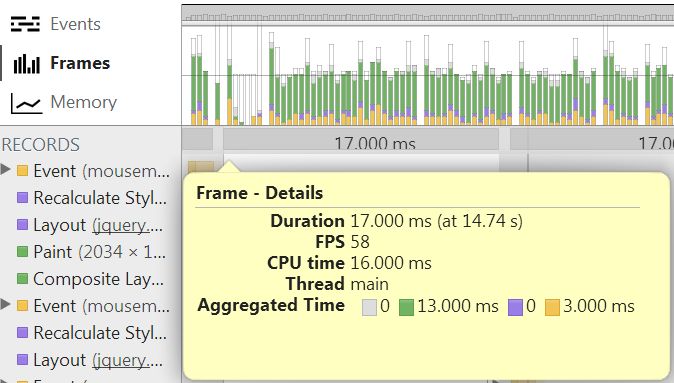 Events
Frames
Memory
RECORDS
17.000 ms
17.0
Event (mousem...
Recalculate Styl...
Layout (jquery....
Paint (2034 × 1...
Composite Lay...
Event (mousem...
Recalculate Styl...
Layout (jquery....
Frame - Details
Duration 17.000 ms (at 14.74 s)
FPS 58
CPU time 16.000 ms
Thread main
Aggregated Time 0 13.000 ms 0 3.000 ms